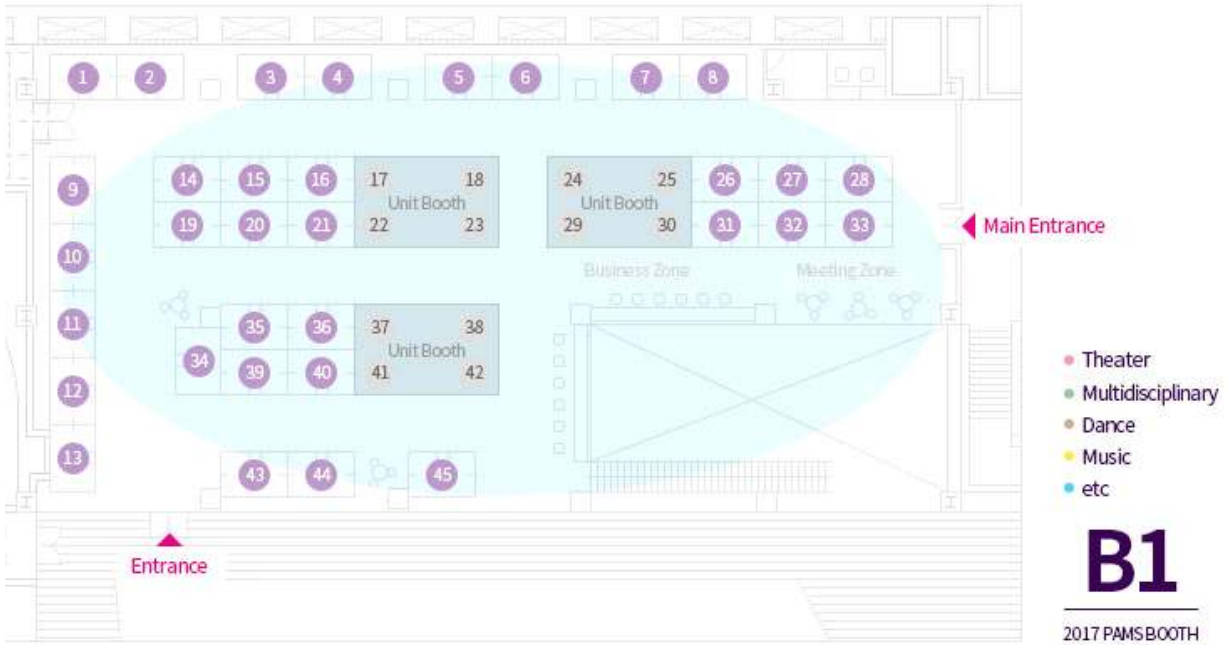 1 2 3 4 5 6 7 8
14 15 16 17 18 24 25 26 27 28
9
Unit Booth Unit Booth
19 20 21 22 23 29 30 31 32 33
Main Entrance
10
Business Zone Meeting Zone
11 35 36 37 38
Unit Booth
34
39 40 41 42
12
13
43 44 45
Entrance
Theater
Multidisciplinary
Dance
Music
etc
B1
2017 PAMS BOOTH